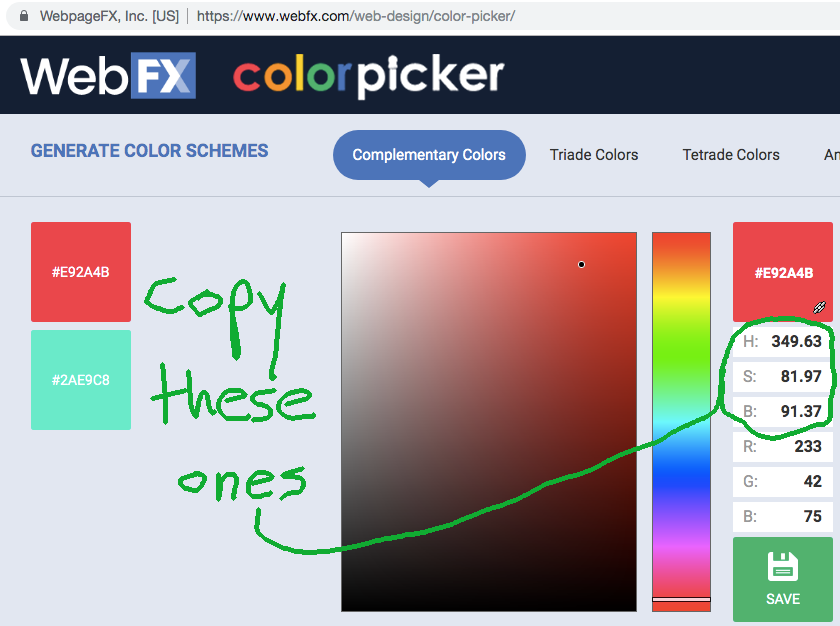 WebpageFX, Inc. [US] | https://www.webfx.com/web-design/color-picker/
WebFX colorpicker
GENERATE COLOR SCHEMES
Complementary Colors
Triade Colors
Tetrade Colors
An
#E92A4B
#2AE9C8
Copy
these
ones
#E92A4B
H: 349.63
S: 81.97
B: 91.37
R: 233
G: 42
B: 75
SAVE